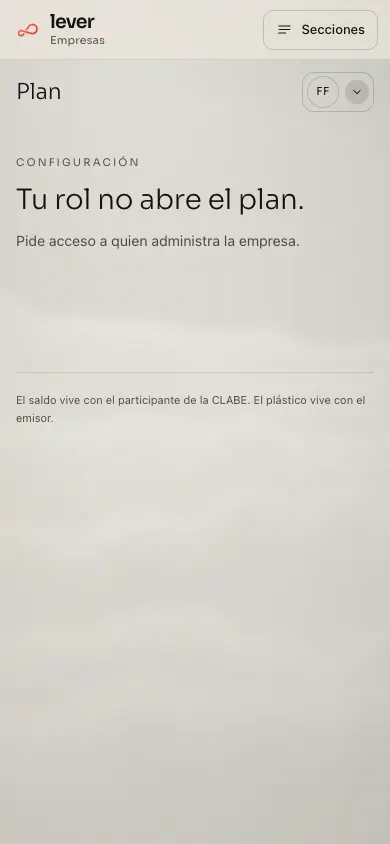 lever
Empresas
Secciones
Plan
FF
CONFIGURACIÓN
Tu rol no abre el plan.
Pide acceso a quien administra la empresa.
El saldo vive con el participante de la CLABE. El plástico vive con el
emisor.